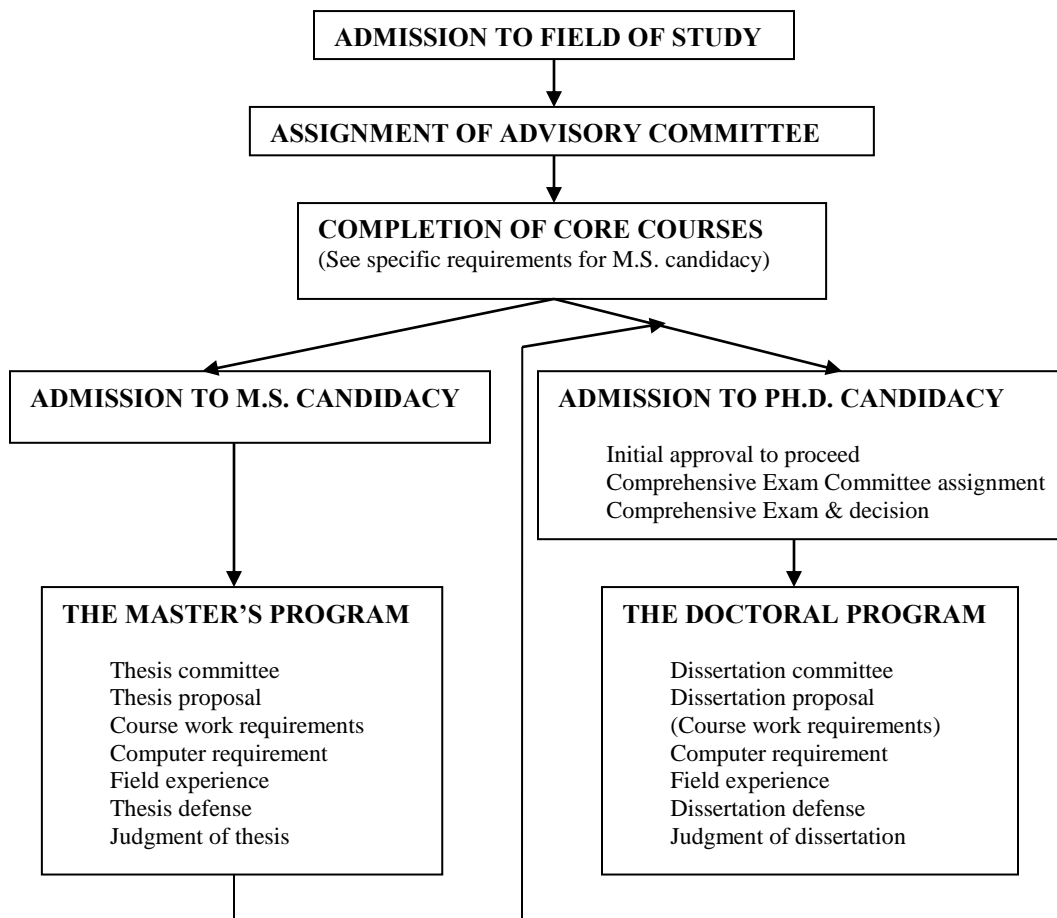 ADMISSION TO FIELD OF STUDY
ASSIGNMENT OF ADVISORY COMMITTEE
COMPLETION OF CORE COURSES
(See specific requirements for M.S. candidacy)
ADMISSION TO M.S. CANDIDACY
ADMISSION TO PH.D. CANDIDACY
Initial approval to proceed
Comprehensive Exam Committee assignment
Comprehensive Exam & decision
THE MASTER’S PROGRAM
Thesis committee
Thesis proposal
Course work requirements
Computer requirement
Field experience
Thesis defense
Judgment of thesis
THE DOCTORAL PROGRAM
Dissertation committee
Dissertation proposal
(Course work requirements)
Computer requirement
Field experience
Dissertation defense
Judgment of dissertation